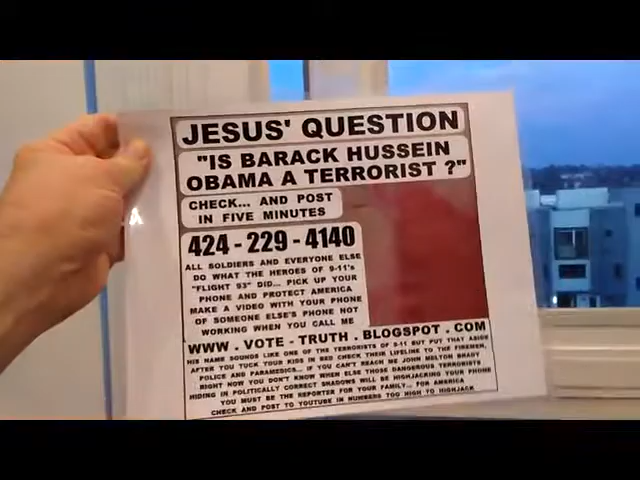 JESUS' QUESTION
"IS BARACK HUSSEIN
OBAMA A TERRORIST ?"
CHECK... AND POST
IN FIVE MINUTES
424 - 229 - 4140
ALL SOLDIERS AND EVERYONE ELSE
DO WHAT THE HEROES OF 9-11's
"FLIGHT 93" DID... PICK UP YOUR
PHONE AND PROTECT AMERICA
MAKE A VIDEO WITH YOUR PHONE
OF SOMEONE ELSE'S PHONE NOT
WORKING WHEN YOU CALL ME
WWW . VOTE - TRUTH . BLOGSPOT . COM
HIS NAME SOUNDS LIKE ONE OF THE TERRORISTS OF 9-11 BUT PUT THAT ASIDE
AFTER YOU TUCK YOUR KIDS IN BED CHECK THEIR LIFELINE TO THE FIREMEN,
POLICE AND PARAMEDICS... IF YOU CAN'T REACH ME JOHN MELTON BRADY
RIGHT NOW YOU DON'T KNOW WHEN ELSE THOSE DANGEROUS TERRORISTS
HIDING IN POLITICALLY CORRECT SHADOWS WILL BE HIGHJACKING YOUR PHONE
YOU MUST BE THE REPORTER FOR YOUR FAMILY... FOR AMERICA
CHECK AND POST TO YOUTUBE IN NUMBERS TOO HIGH TO HIGHJACK